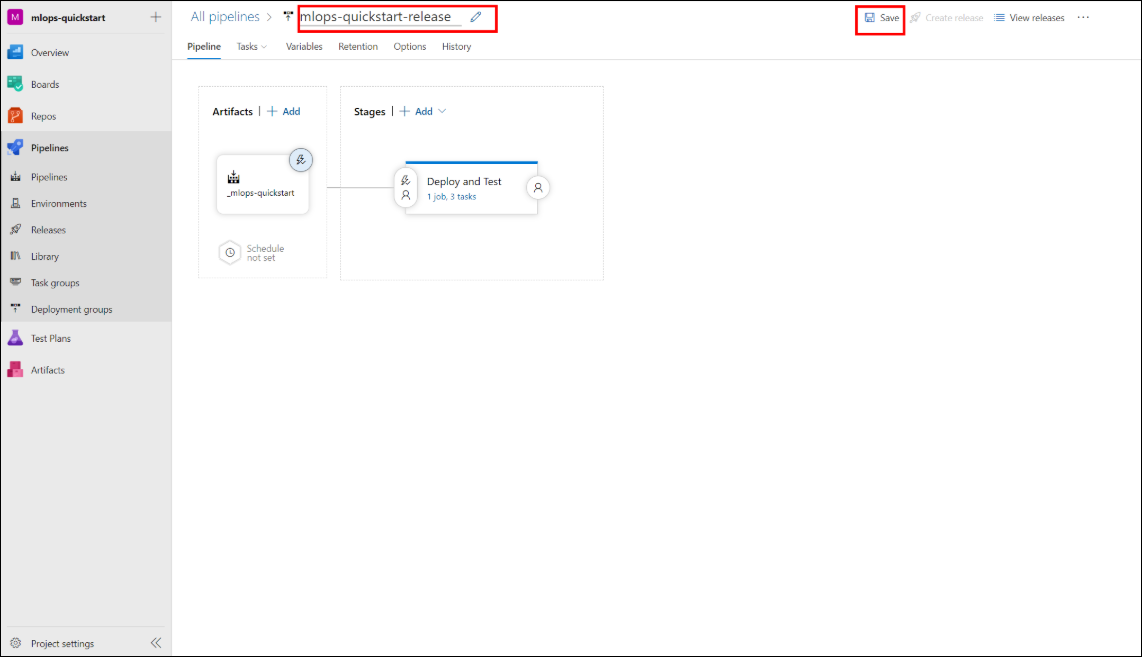 M mlops-quickstart
Overview
Boards
Repos
Pipelines
Pipelines
Environments
Releases
Library
Task groups
Deployment groups
Test Plans
Artifacts
Project settings
All pipelines > mlops-quickstart-release
Save Create release View releases ...
Pipeline Tasks Variables Retention Options History
Artifacts | + Add
_mlops-quickstart
Schedule
not set
Stages | + Add
Deploy and Test
1 job, 3 tasks